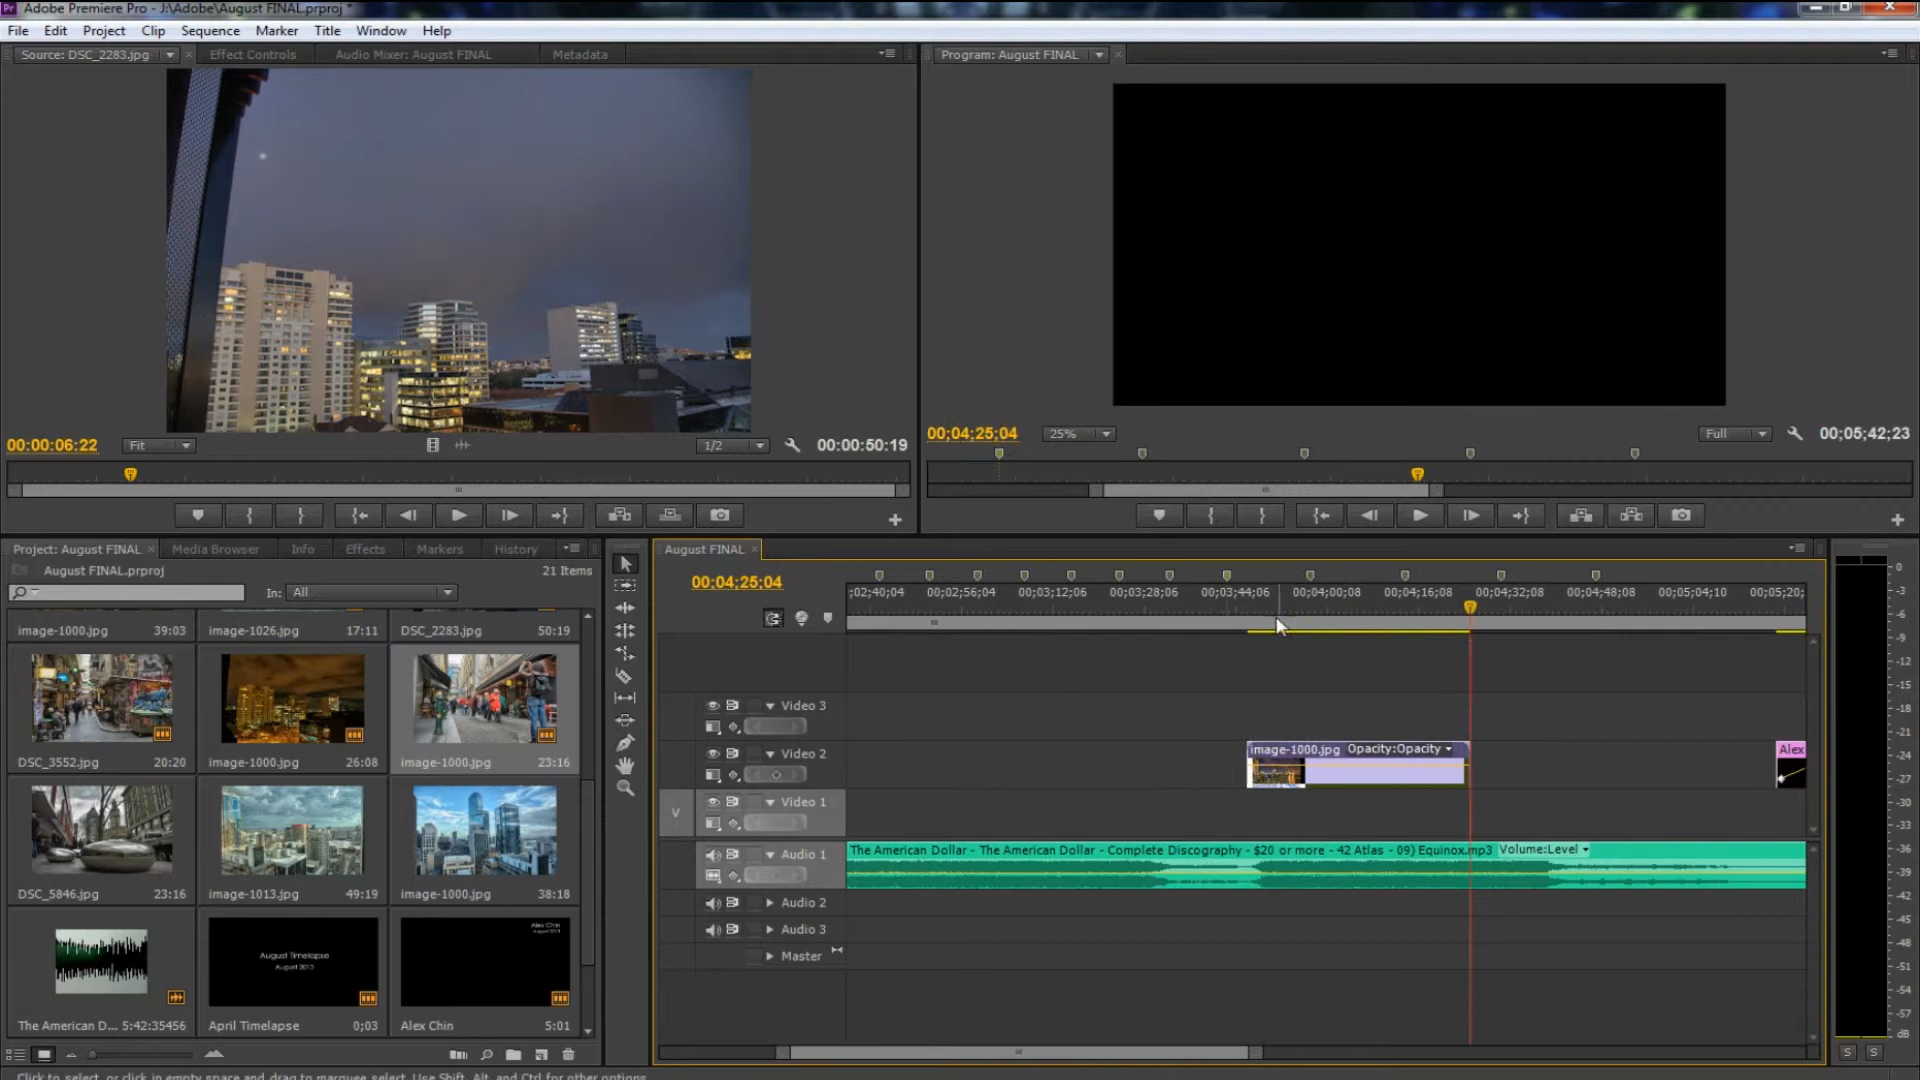 Adobe Premiere Pro - J:\Adobe\August FINAL.prproj *
File Edit Project Clip Sequence Marker Title Window Help
Source: DSC_2283.jpg Effect Controls Audio Mixer: August FINAL Metadata
Program: August FINAL
00:00:06:22 Fit 1/2 00:00:50:19
00;04;25;04 25% Full 00;05;42;23
Project: August FINAL Media Browser Info Effects Markers History
August FINAL.prproj 21 Items
In: All
image-1000.jpg 39:03 image-1026.jpg 17:11 DSC_2283.jpg 50:19
DSC_3552.jpg 20:20 image-1000.jpg 26:08 image-1000.jpg 23:16
DSC_5846.jpg 23:16 image-1013.jpg 49:19 image-1000.jpg 38:18
August Timelapse
August 2013
Alex Chin
The American D... 5:42:35456 April Timelapse 0;03 Alex Chin 5:01
August FINAL
00;04;25;04
;02;40;04 00;02;56;04 00;03;12;06 00;03;28;06 00;03;44;06 00;04;00;08 00;04;16;08 00;04;32;08 00;04;48;08 00;05;04;10 00;05;20;
Video 3
Video 2
image-1000.jpg Opacity:Opacity
Alex
V Video 1
Audio 1
The American Dollar - The American Dollar - Complete Discography - $20 or more - 42 Atlas - 09) Equinox.mp3 Volume:Level
Audio 2
Audio 3
Master
0
-3
-6
-9
-12
-15
-18
-21
-24
-27
-30
-33
-36
-39
-42
-45
-48
-51
-54
-57
dB
S S
Click to select, or click in empty space and drag to marquee select. Use Shift, Alt, and Ctrl for other options.